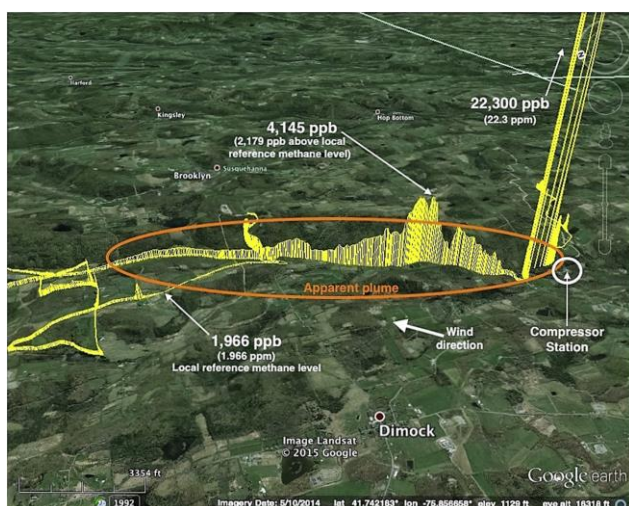 Harford
Kingsley
Hop Bottom
22,300 ppb
(22.3 ppm)
4,145 ppb
(2,179 ppb above local
reference methane level)
Brooklyn
Susquehanna
Apparent plume
1,966 ppb
(1.966 ppm)
Local reference methane level
Wind
direction
Compressor
Station
Dimock
Image Landsat
© 2015 Google
Google earth
3354 ft
1992
Imagery Date: 5/10/2014 lat 41.742163° lon -75.856658° elev 1129 ft eye alt 16318 ft